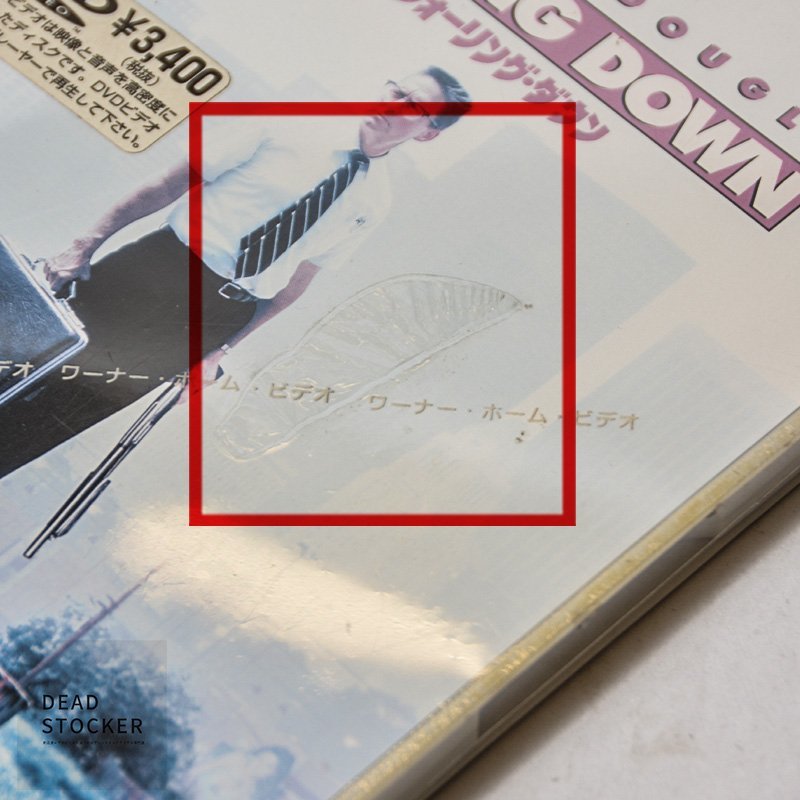 ¥3,400
(税抜)
ビデオは映像と音声を高密度に
たディスクです。DVDビデオ
レーヤーで再生して下さい。
DOUGL
NG DOWN
フォーリング・ダウン
デオ ワーナー・ホーム・ビデオ ワーナー・ホーム・ビデオ
DEAD
STOCKER